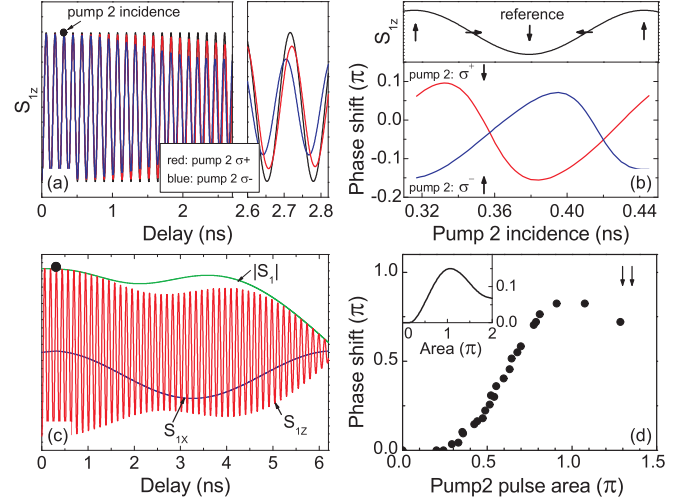 pump 2 incidence
S1z
red: pump 2 σ+
blue: pump 2 σ-
(a)
0 1 2 2.6 2.7 2.8
Delay (ns)
reference
S1z
pump 2: σ+
0.1
0.0
-0.1
-0.2
Phase shift (π)
pump 2: σ-
(b)
0.32 0.36 0.40 0.44
Pump 2 incidence (ns)
|S1|
S1X
S1Z
(c)
0 1 2 3 4 5 6
Delay (ns)
1.0
0.5
0.0
Phase shift (π)
0.1
0.0
0 1 2
Area (π)
(d)
0.0 0.5 1.0 1.5
Pump2 pulse area (π)